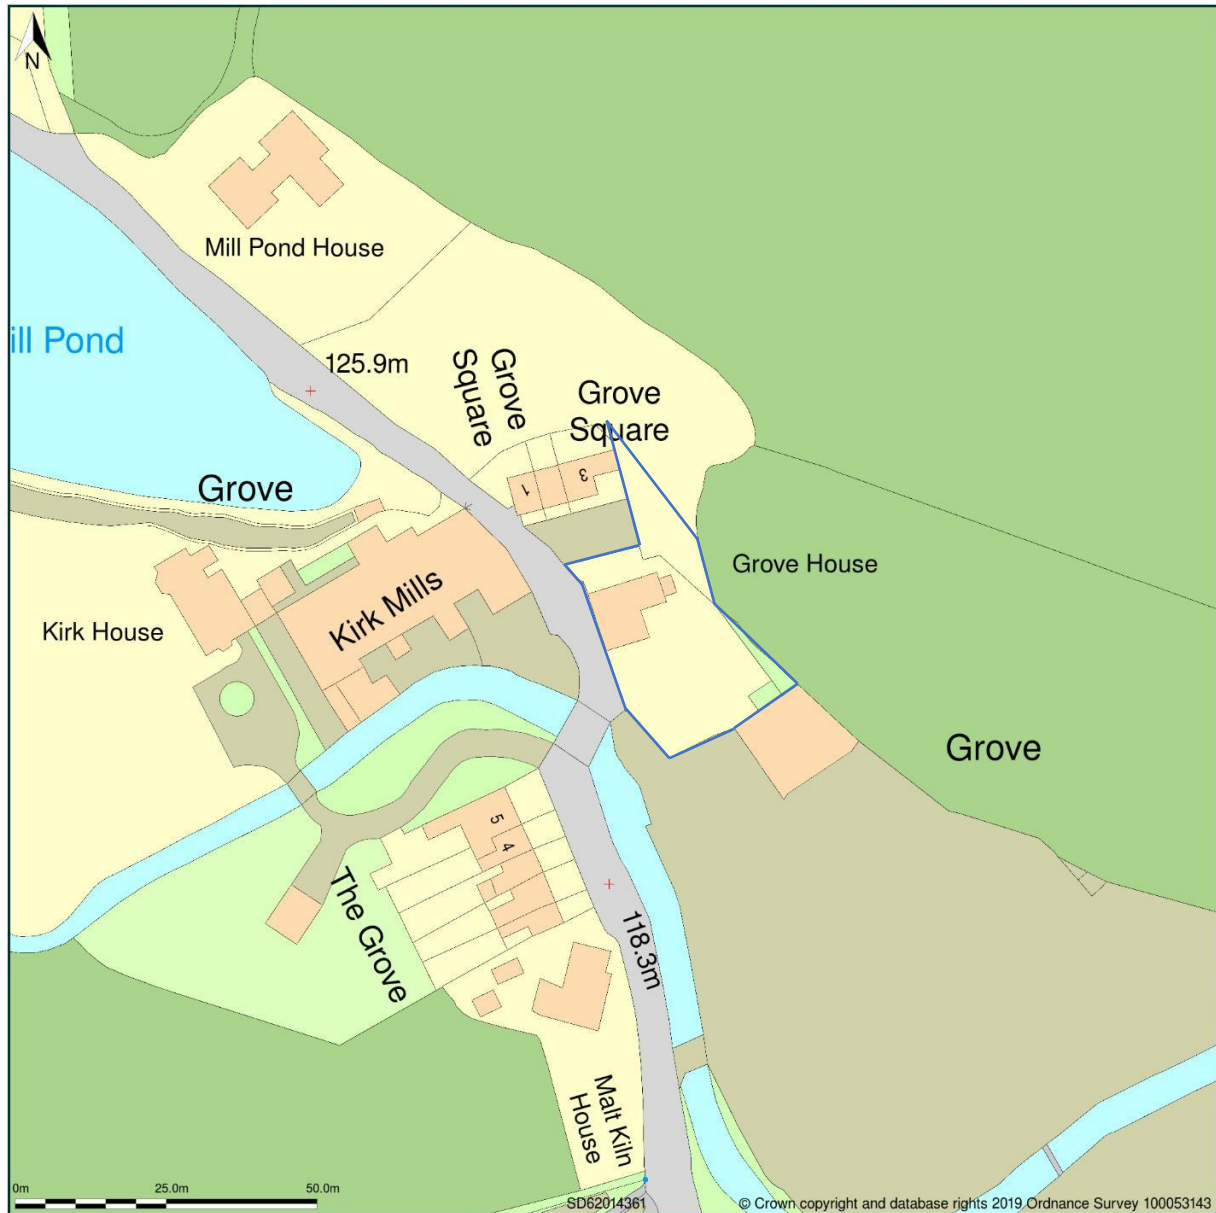 N
Mill Pond House
ill Pond
125.9m
Grove
Square
Grove
Square
1
3
Grove
Kirk Mills
Kirk House
Grove House
Grove
5
4
The Grove
118.3m
Malt Kiln
House
0m 25.0m 50.0m
SD62014361
© Crown copyright and database rights 2019 Ordnance Survey 100053143